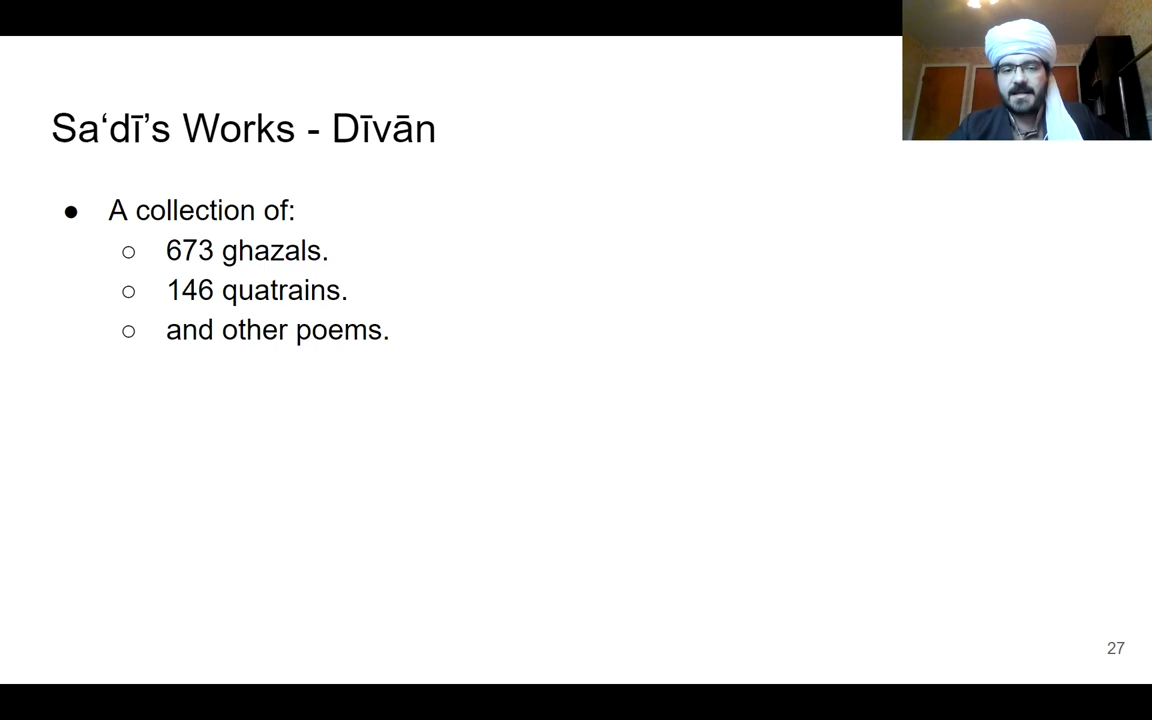 Sa‘dī’s Works - Dīvān
● A collection of:
○ 673 ghazals.
○ 146 quatrains.
○ and other poems.
27